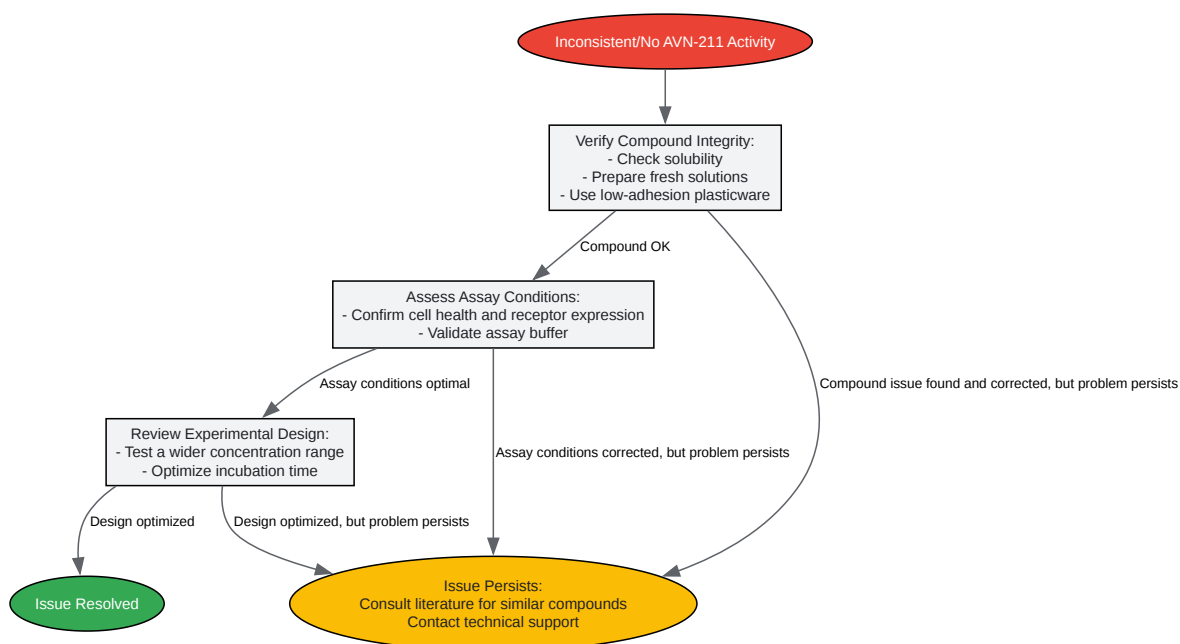 Inconsistent/No AVN-211 Activity
Verify Compound Integrity:
- Check solubility
- Prepare fresh solutions
- Use low-adhesion plasticware
Compound OK
Assess Assay Conditions:
- Confirm cell health and receptor expression
- Validate assay buffer
Assay conditions optimal
Compound issue found and corrected, but problem persists
Review Experimental Design:
- Test a wider concentration range
- Optimize incubation time
Assay conditions corrected, but problem persists
Design optimized
Design optimized, but problem persists
Issue Resolved
Issue Persists:
Consult literature for similar compounds
Contact technical support